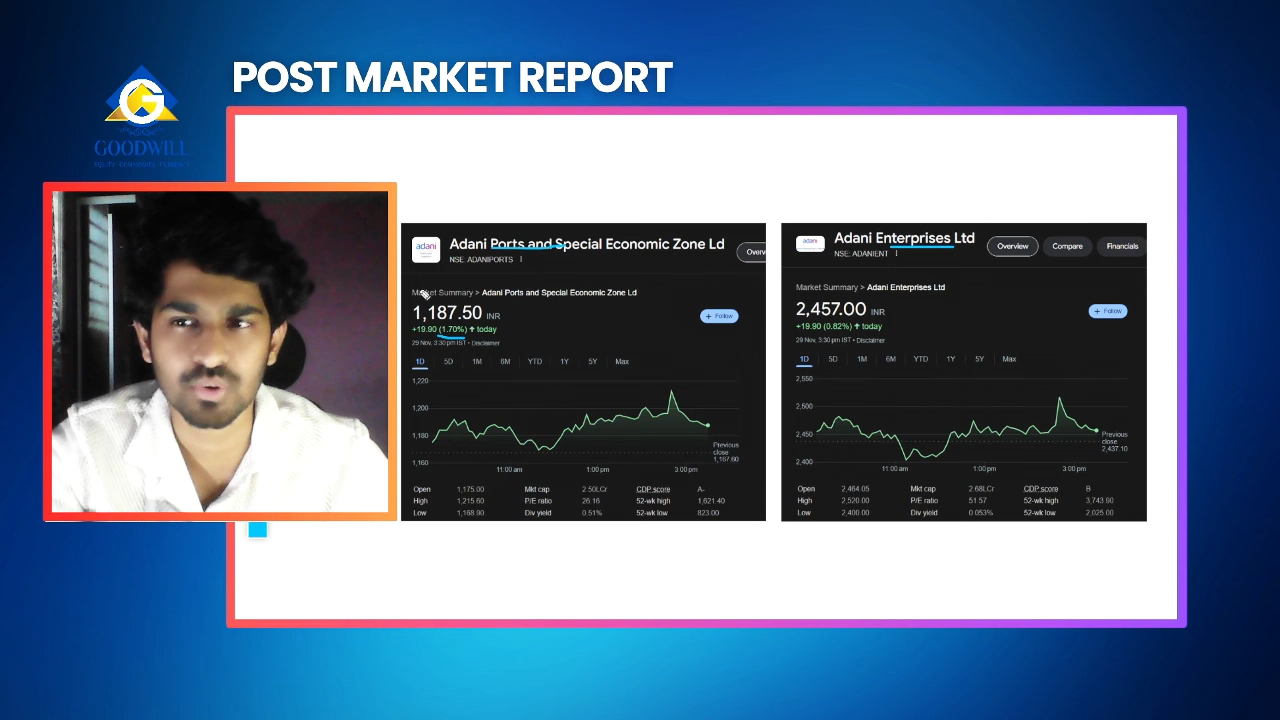 POST MARKET REPORT
G
GOODWILL
adani
Adani Ports and Special Economic Zone Ltd
NSE: ADANIPORTS
Market Summary > Adani Ports and Special Economic Zone Ltd
1,187.50 INR
+ Follow
+19.90 (1.70%) ↑ today
29 Nov, 3:30 pm IST • Disclaimer
1D 5D 1M 6M YTD 1Y 5Y Max
1,220
1,200
1,180
1,160
Previous
close
1,167.60
11:00 am 1:00 pm 3:00 pm
Open 1,175.00 Mkt cap 2.50LCr CDP score A-
High 1,215.60 P/E ratio 26.16 52-wk high 1,621.40
Low 1,168.90 Div yield 0.51% 52-wk low 823.00
adani
Adani Enterprises Ltd
Overview Compare Financials
NSE: ADANIENT
Market Summary > Adani Enterprises Ltd
2,457.00 INR
+ Follow
+19.90 (0.82%) ↑ today
29 Nov, 3:30 pm IST • Disclaimer
1D 5D 1M 6M YTD 1Y 5Y Max
2,550
2,500
2,450
2,400
Previous
close
2,437.10
11:00 am 1:00 pm 3:00 pm
Open 2,464.05 Mkt cap 2.68LCr CDP score B
High 2,520.00 P/E ratio 51.57 52-wk high 3,743.90
Low 2,400.00 Div yield 0.053% 52-wk low 2,025.00